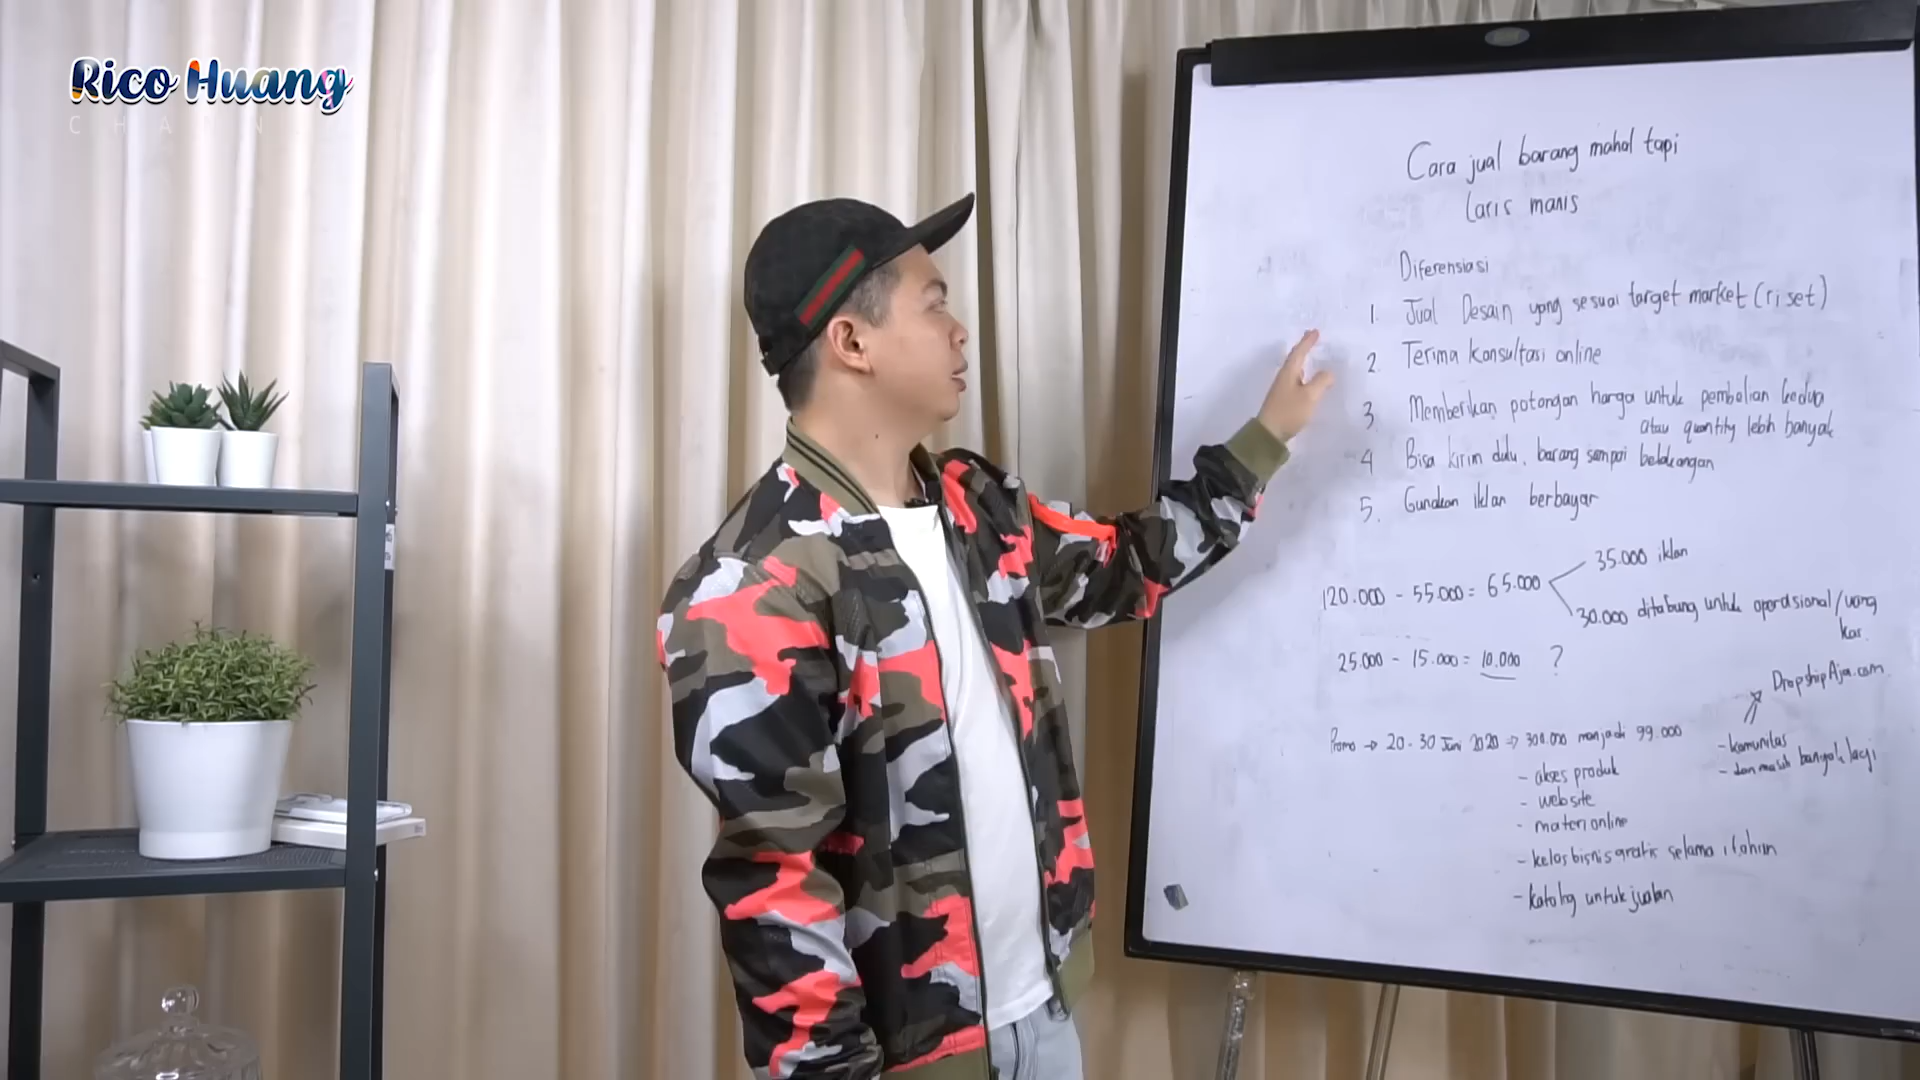 Rico Huang
CHANN
Cara jual barang mahal tapi
laris manis
Diferensiasi
1. Jual Desain yang sesuai target market (riset)
2. Terima konsultasi online
3. Memberikan potongan harga untuk pembelian kedua
atau quantity lebih banyak
4 Bisa kirim dulu, barang sampai belakangan
5. Gunakan iklan berbayar
35.000 iklan
120.000 - 55.000 = 65.000
30.000 ditabung untuk operasional/uang
kas.
25.000 - 15.000 = 10.000 ?
DropshipAja.com
Promo → 20-30 Juni 2020 → 300.000 menjadi 99.000
- komunitas
- dan masih banyak lagi
- akses produk
- website
- materi online
- kelas bisnis gratis selama 1 tahun
- katalog untuk jualan